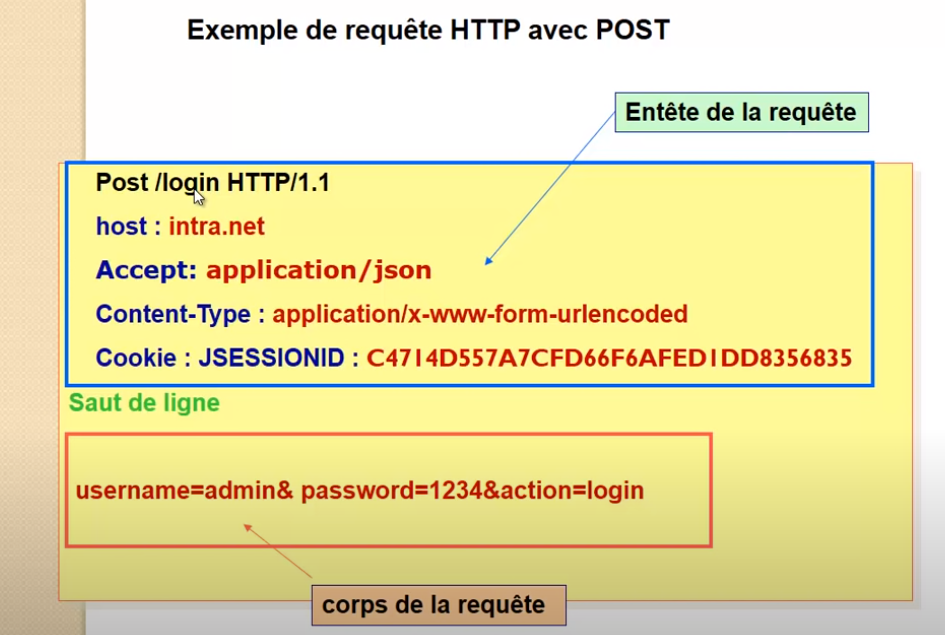 Exemple de requête HTTP avec POST
Entête de la requête
Post /login HTTP/1.1
host : intra.net
Accept: application/json
Content-Type : application/x-www-form-urlencoded
Cookie : JSESSIONID : C4714D557A7CFD66F6AFED1DD8356835
Saut de ligne
username=admin& password=1234&action=login
corps de la requête